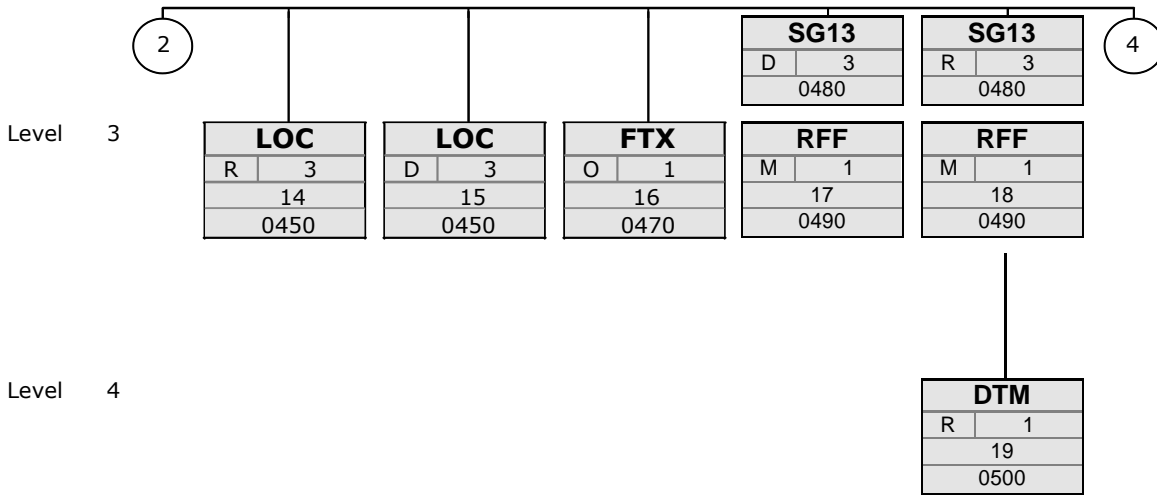 2
4
SG13
D 3
0480
SG13
R 3
0480
Level 3
LOC
R 3
14
0450
LOC
D 3
15
0450
FTX
O 1
16
0470
RFF
M 1
17
0490
RFF
M 1
18
0490
Level 4
DTM
R 1
19
0500